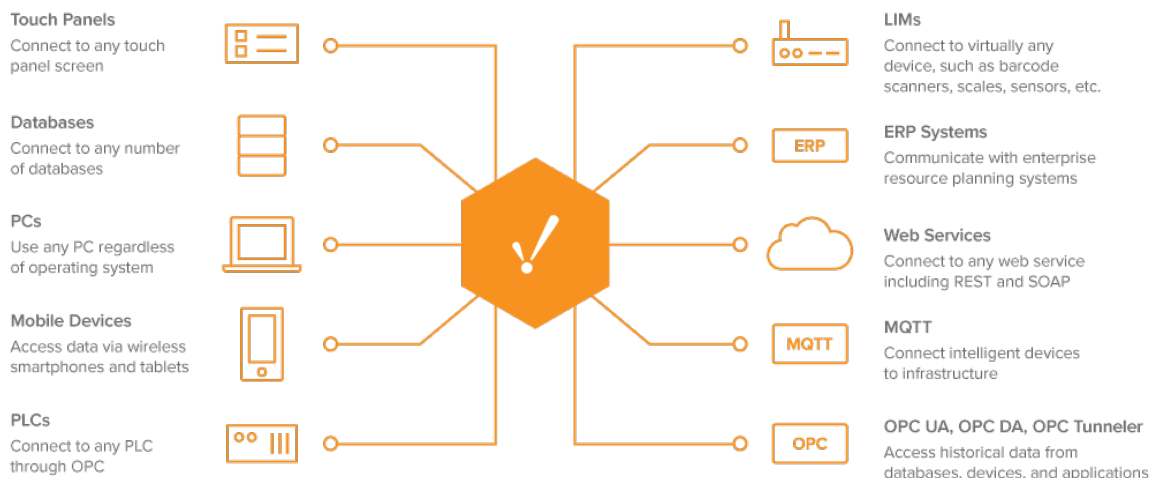 Touch Panels
Connect to any touch
panel screen
Databases
Connect to any number
of databases
PCs
Use any PC regardless
of operating system
Mobile Devices
Access data via wireless
smartphones and tablets
PLCs
Connect to any PLC
through OPC
LIMs
Connect to virtually any
device, such as barcode
scanners, scales, sensors, etc.
ERP
ERP Systems
Communicate with enterprise
resource planning systems
Web Services
Connect to any web service
including REST and SOAP
MQTT
MQTT
Connect intelligent devices
to infrastructure
OPC
OPC UA, OPC DA, OPC Tunneler
Access historical data from
databases, devices, and applications